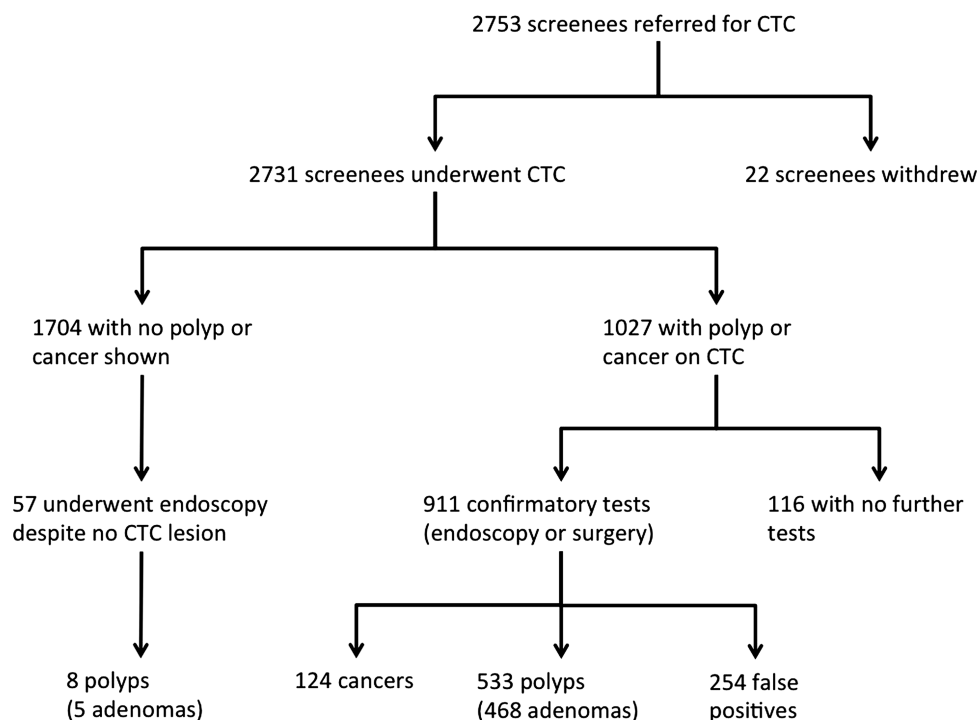 2753 screenees referred for CTC
2731 screenees underwent CTC
22 screenees withdrew
1704 with no polyp or
cancer shown
1027 with polyp or
cancer on CTC
57 underwent endoscopy
despite no CTC lesion
911 confirmatory tests
(endoscopy or surgery)
116 with no further
tests
8 polyps
(5 adenomas)
124 cancers
533 polyps
(468 adenomas)
254 false
positives